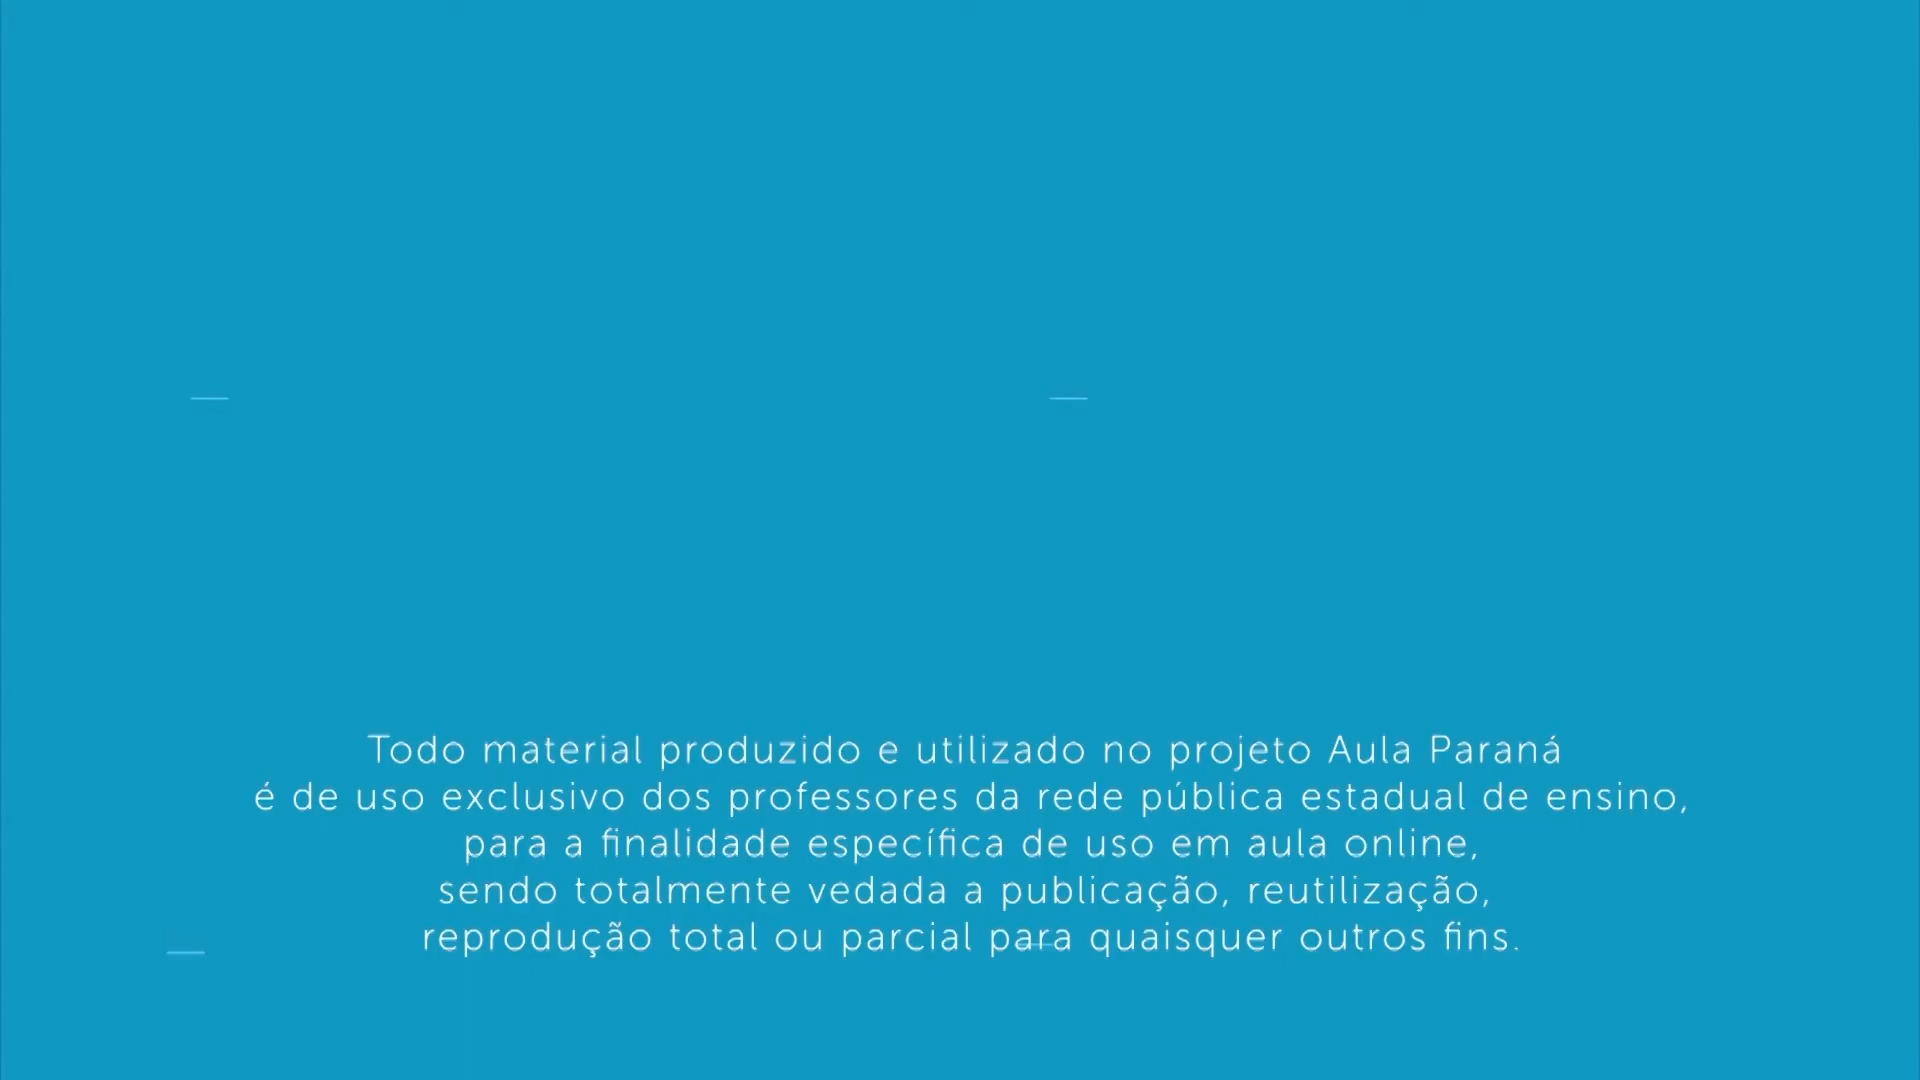 Todo material produzido e utilizado no projeto Aula Paraná
é de uso exclusivo dos professores da rede pública estadual de ensino,
para a finalidade específica de uso em aula online,
sendo totalmente vedada a publicação, reutilização,
reprodução total ou parcial para quaisquer outros fins.